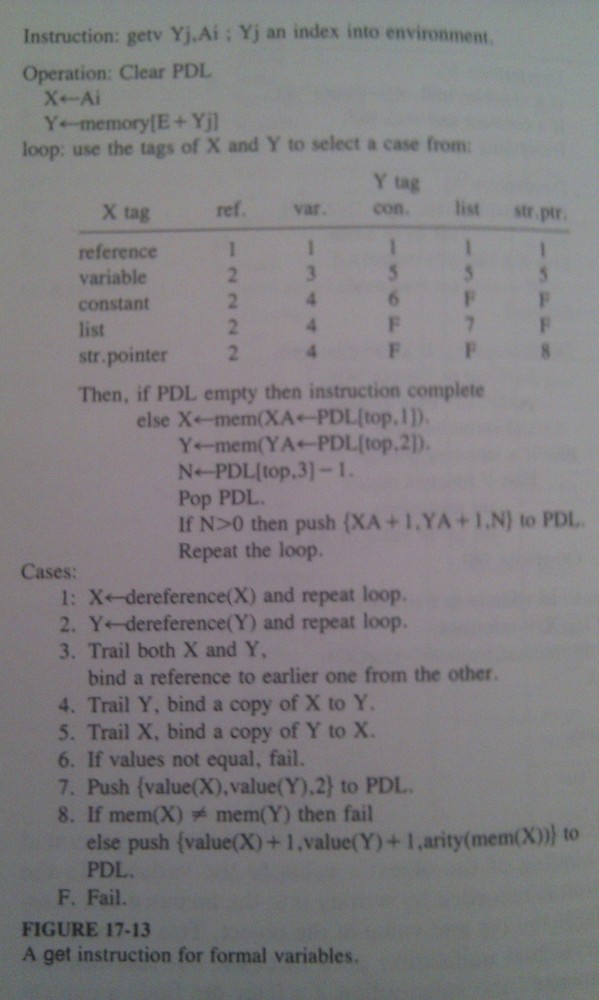 Instruction: getv Yj,Ai ; Yj an index into environment.
Operation: Clear PDL
X←Ai
Y←memory[E+Yj]
loop: use the tags of X and Y to select a case from:
Y tag
X tag ref. var. con. list str.ptr.
reference 1 1 1 1 1
variable 2 3 5 5 5
constant 2 4 6 F F
list 2 4 F 7 F
str.pointer 2 4 F F 8
Then, if PDL empty then instruction complete
else X←mem(XA←PDL[top,1]).
Y←mem(YA←PDL[top,2]).
N←PDL[top,3]−1.
Pop PDL.
If N>0 then push {XA+1,YA+1,N} to PDL.
Repeat the loop.
Cases:
1: X←dereference(X) and repeat loop.
2. Y←dereference(Y) and repeat loop.
3. Trail both X and Y,
bind a reference to earlier one from the other.
4. Trail Y, bind a copy of X to Y.
5. Trail X, bind a copy of Y to X.
6. If values not equal, fail.
7. Push {value(X),value(Y),2} to PDL.
8. If mem(X) ≠ mem(Y) then fail
else push {value(X)+1,value(Y)+1,arity(mem(X))} to
PDL.
F. Fail.
FIGURE 17-13
A get instruction for formal variables.